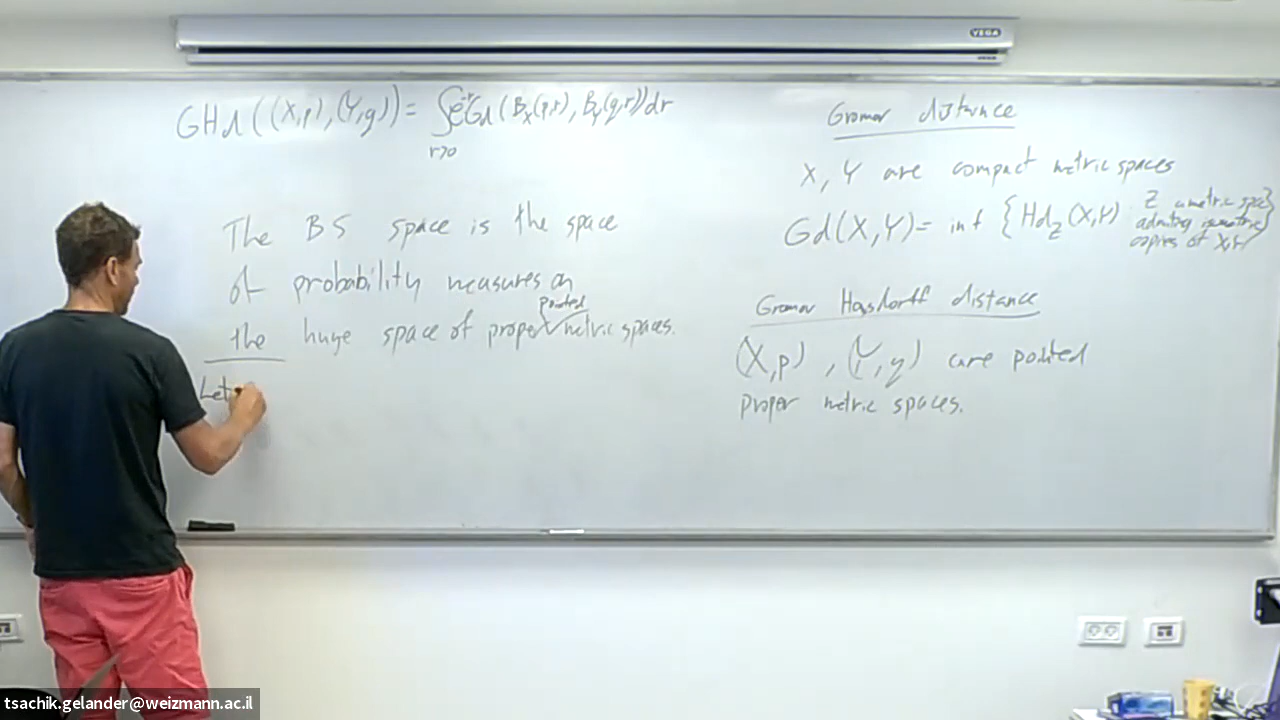 GHd((X,p),(Y,q)) = ∫ e^-r Gd(B_X(p,r), B_Y(q,r))dr
r>0
The BS space is the space
of probability measures on
pointed
the huge space of proper metric spaces.
Let
Gromov distance
X, Y are compact metric spaces
Gd(X,Y) = inf { Hd_Z(X,Y) Z a metric space
admitting isometric
copies of X,Y }
Gromov Hausdorff distance
(X,p), (Y,q) are pointed
proper metric spaces.
VEGA
tsachik.gelander@weizmann.ac.il